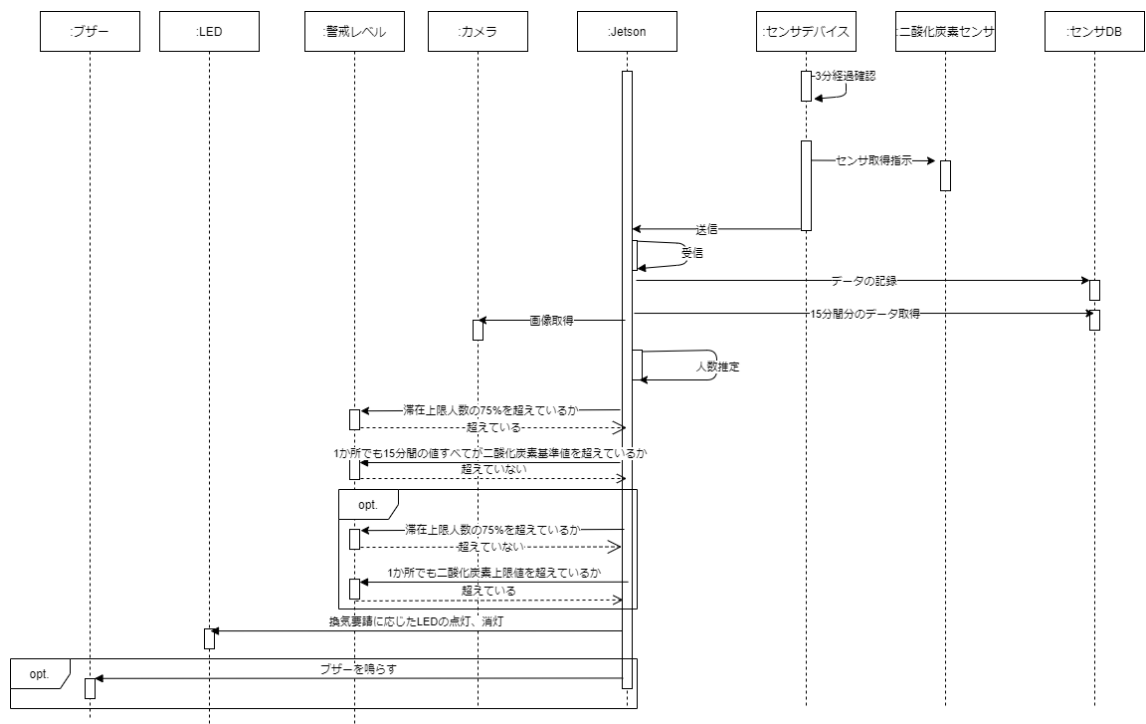 :ブザー
:LED
:警戒レベル
:カメラ
:Jetson
:センサデバイス
:二酸化炭素センサ
:センサDB
3分経過確認
センサ取得指示
送信
受信
データの記録
15分間分のデータ取得
画像取得
人数推定
滞在上限人数の75%を超えているか
超えている
1か所でも15分間の値すべてが二酸化炭素基準値を超えているか
超えていない
opt.
滞在上限人数の75%を超えているか
超えていない
1か所でも二酸化炭素上限値を超えているか
超えている
換気要請に応じたLEDの点灯、消灯
opt.
ブザーを鳴らす